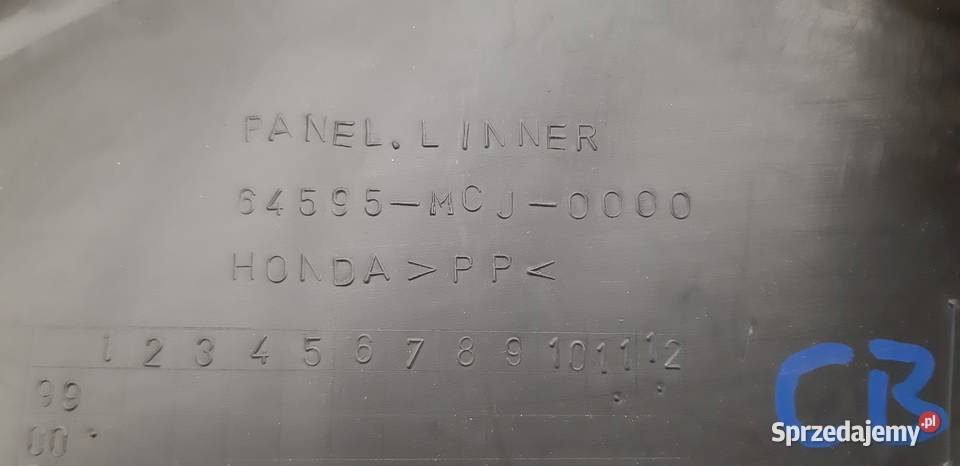 PANEL.L INNER
64595-MCJ-0000
HONDA >PP<
1 2 3 4 5 6 7 8 9 10 11 12
99
00
CB
Sprzedajemy.pl